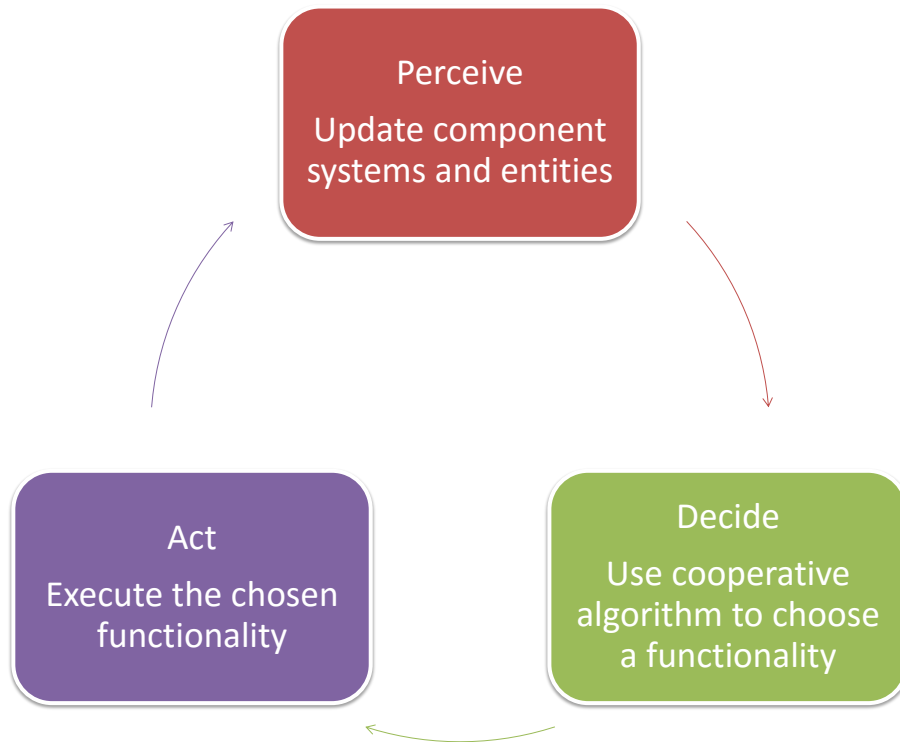 Perceive
Update component
systems and entities
Decide
Use cooperative
algorithm to choose
a functionality
Act
Execute the chosen
functionality